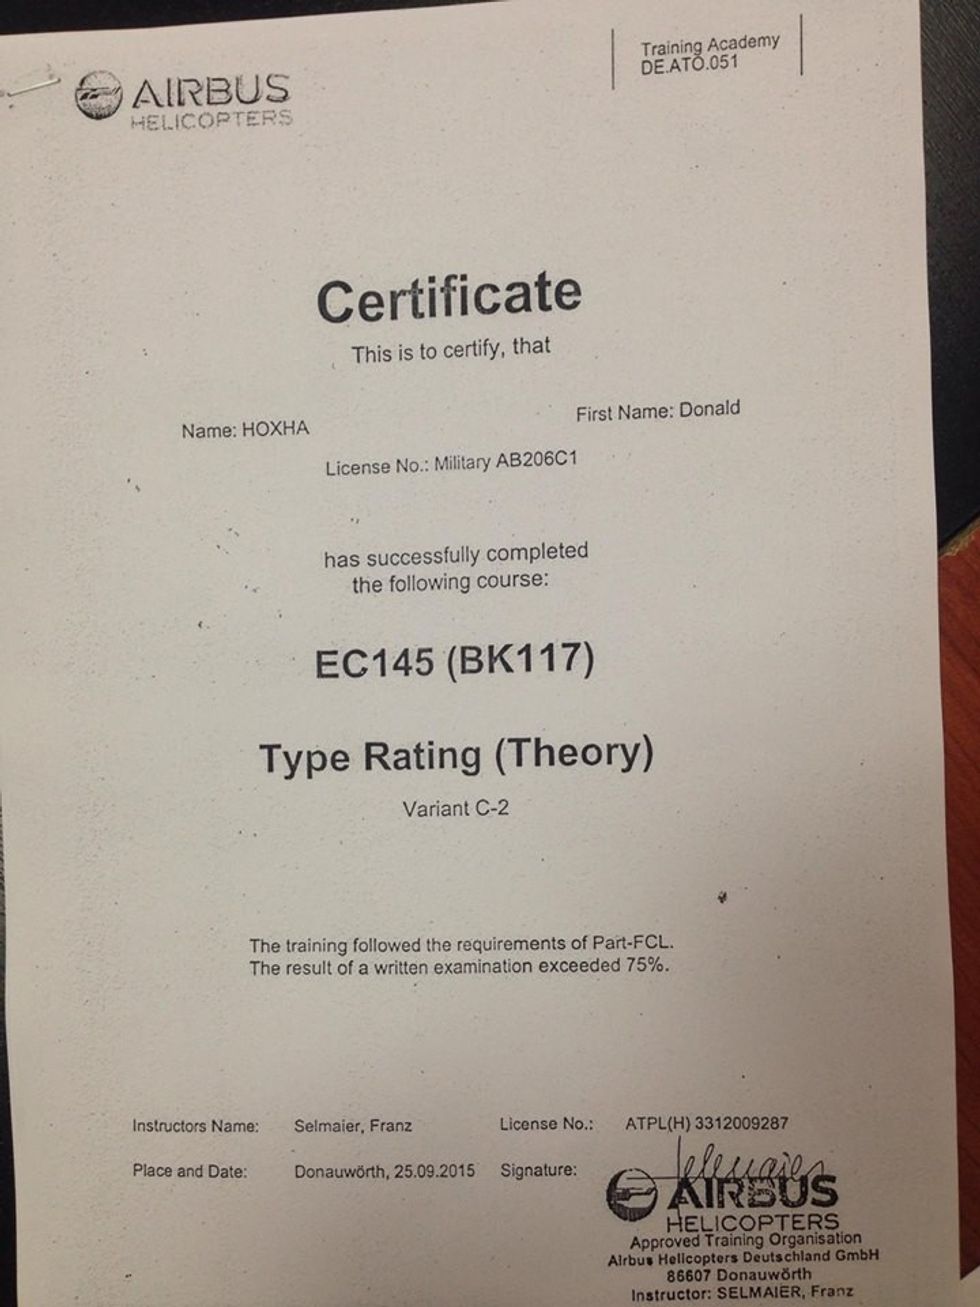 AIRBUS
HELICOPTERS
Training Academy
DE.ATO.051
Certificate
This is to certify, that
Name: HOXHA First Name: Donald
License No.: Military AB206C1
has successfully completed
the following course:
EC145 (BK117)
Type Rating (Theory)
Variant C-2
The training followed the requirements of Part-FCL.
The result of a written examination exceeded 75%.
Instructors Name: Selmaier, Franz License No.: ATPL(H) 3312009287
Place and Date: Donauwörth, 25.09.2015 Signature: Selmaier
AIRBUS
HELICOPTERS
Approved Training Organisation
Airbus Helicopters Deutschland GmbH
86607 Donauwörth
Instructor: SELMAIER, Franz